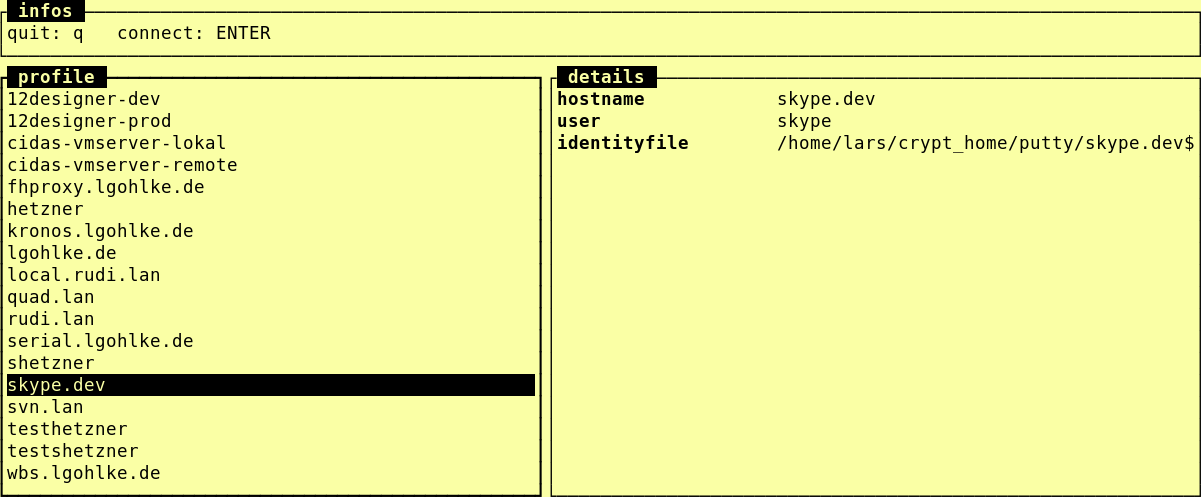 infos
quit: q   connect: ENTER
profile
12designer-dev
12designer-prod
cidas-vmserver-lokal
cidas-vmserver-remote
fhproxy.lgohlke.de
hetzner
kronos.lgohlke.de
lgohlke.de
local.rudi.lan
quad.lan
rudi.lan
serial.lgohlke.de
shetzner
skype.dev
svn.lan
testhetzner
testshetzner
wbs.lgohlke.de
details
hostname            skype.dev
user                skype
identityfile        /home/lars/crypt_home/putty/skype.dev$